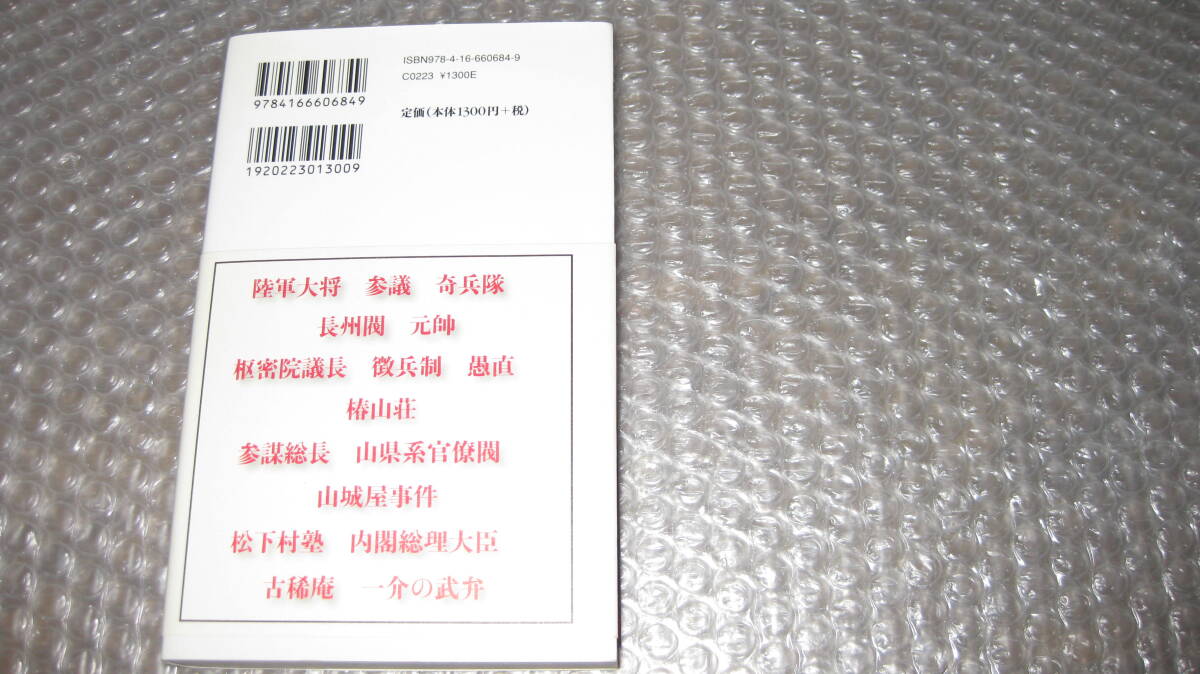 ISBN978-4-16-660684-9
C0223 ¥1300E
9784166606849
定価(本体1300円+税)
1920223013009
陸軍大将 参議 奇兵隊
長州閥 元帥
枢密院議長 徴兵制 愚直
椿山荘
参謀総長 山県系官僚閥
山城屋事件
松下村塾 内閣総理大臣
古稀庵 一介の武弁